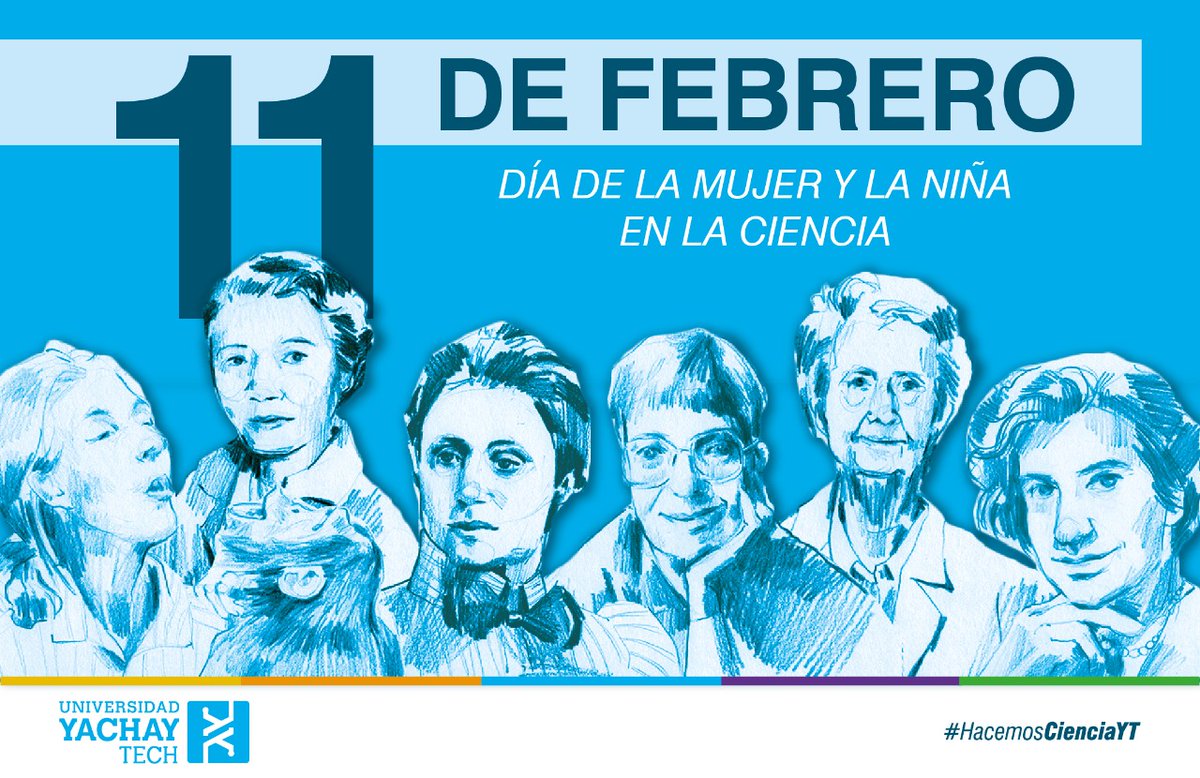 11 DE FEBRERO
DÍA DE LA MUJER Y LA NIÑA
EN LA CIENCIA
UNIVERSIDAD
YACHAY
TECH
#HacemosCienciaYT